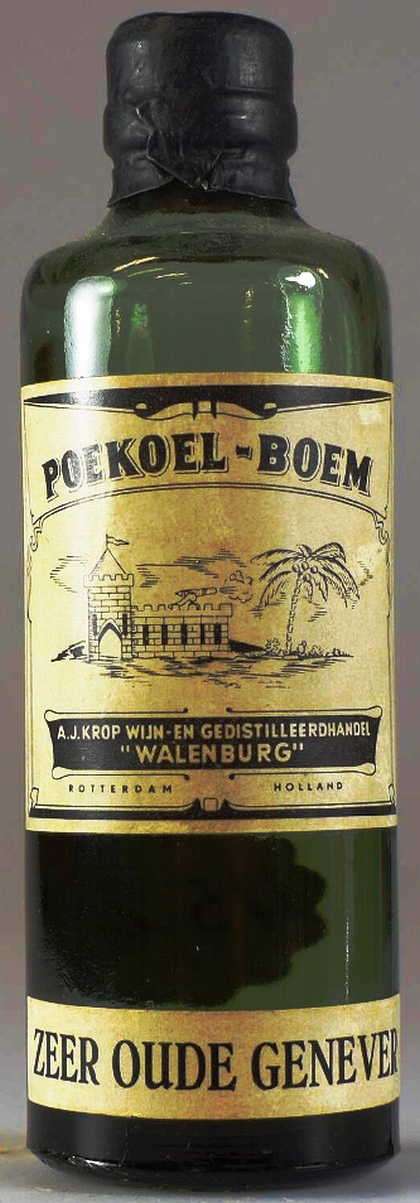 POEKOEL-BOEM
A.J.KROP WIJN-EN GEDISTILLEERDHANDEL
"WALENBURG"
ROTTERDAM HOLLAND
ZEER OUDE GENEVER